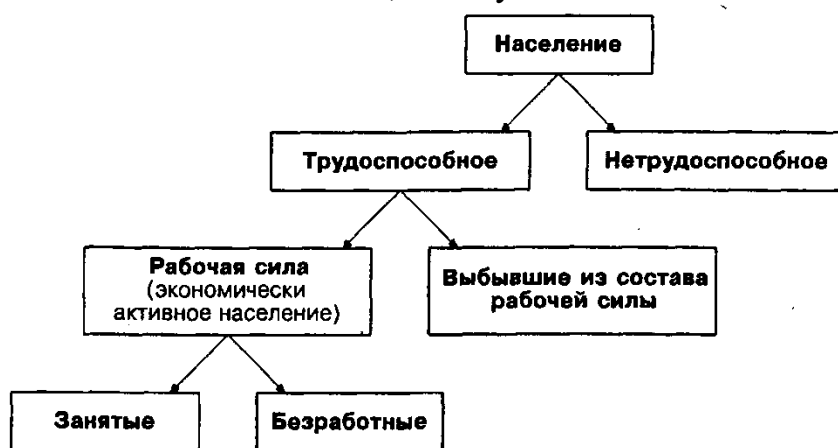 Население
Трудоспособное
Нетрудоспособное
Рабочая сила
(экономически
активное население)
Выбывшие из состава
рабочей силы
Занятые
Безработные